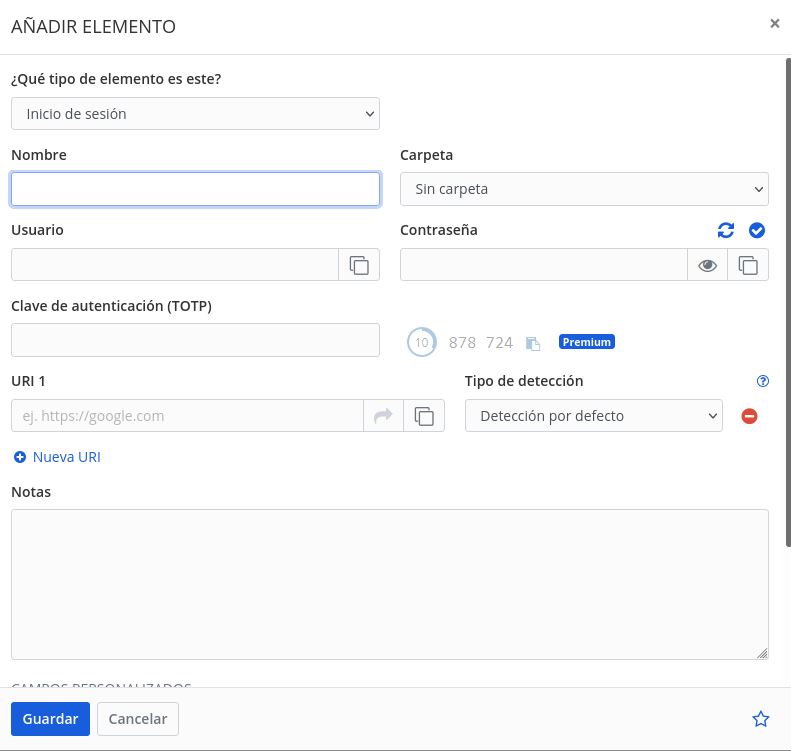 AÑADIR ELEMENTO
×
¿Qué tipo de elemento es este?
Inicio de sesión
Nombre
Carpeta
Sin carpeta
Usuario
Contraseña
Clave de autenticación (TOTP)
10 878 724 Premium
URI 1
Tipo de detección
ej. https://google.com
Detección por defecto
Nueva URI
Notas
CAMPOS PERSONALIZADOS
Guardar
Cancelar